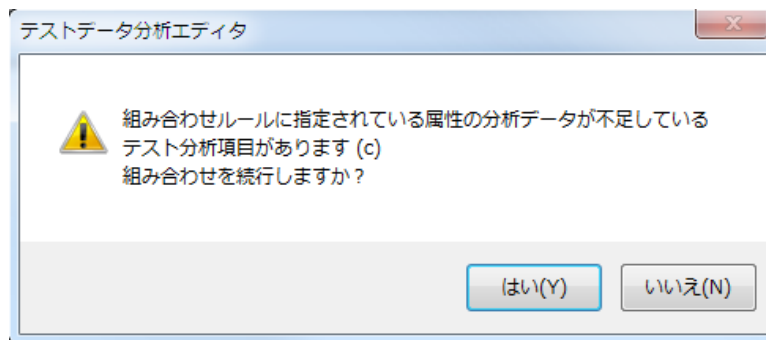 テストデータ分析エディタ
組み合わせルールに指定されている属性の分析データが不足している
テスト分析項目があります (c)
組み合わせを続行しますか？
はい(Y)
いいえ(N)